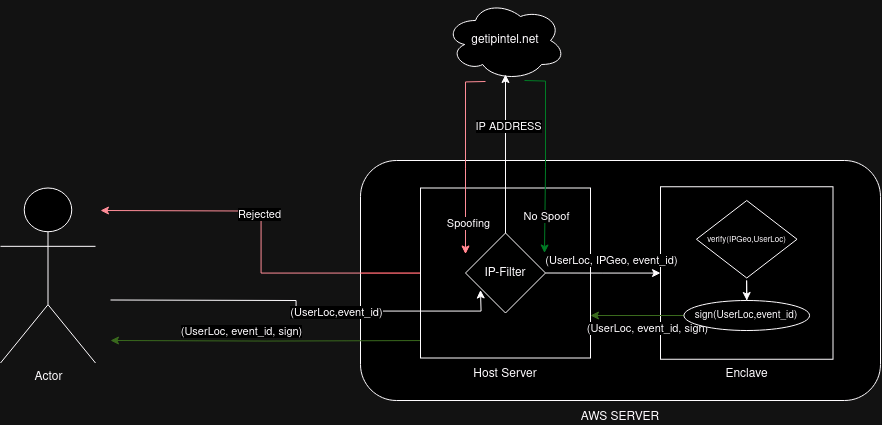 getipintel.net
IP ADDRESS
Rejected
Spoofing
No Spoof
verify(IPGeo,UserLoc)
(UserLoc, IPGeo, event_id)
IP-Filter
(UserLoc,event_id)
sign(UserLoc,event_id)
(UserLoc, event_id, sign)
(UserLoc, event_id, sign)
Actor
Host Server
Enclave
AWS SERVER